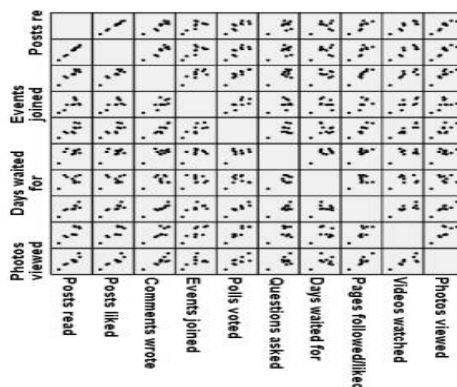 Posts re
Events
joined
Days waited
for
Photos
viewed
Posts read
Posts liked
Comments wrote
Events joined
Polls voted
Questions asked
Days waited for
Pages followed/liked
Videos watched
Photos viewed